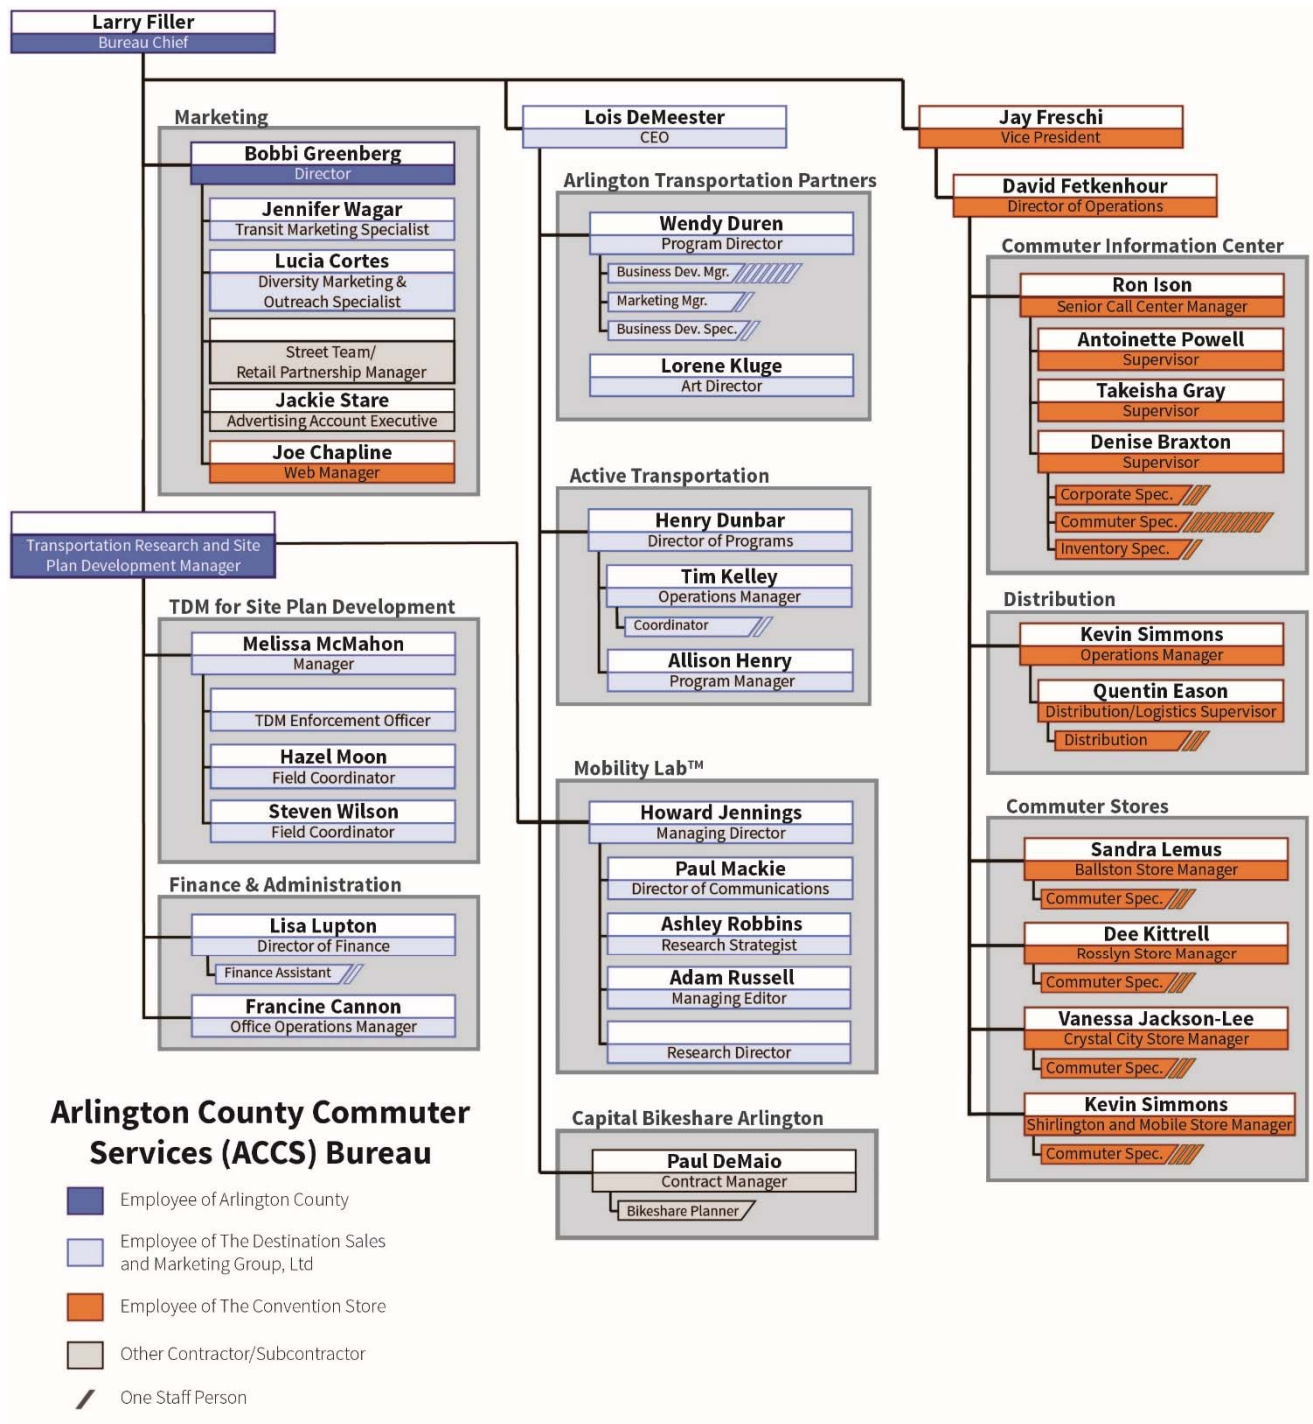 Larry Filler
Bureau Chief
Marketing
Bobbi Greenberg
Director
Jennifer Wagar
Transit Marketing Specialist
Lucia Cortes
Diversity Marketing &
Outreach Specialist
Street Team/
Retail Partnership Manager
Jackie Stare
Advertising Account Executive
Joe Chapline
Web Manager
Transportation Research and Site
Plan Development Manager
TDM for Site Plan Development
Melissa McMahon
Manager
TDM Enforcement Officer
Hazel Moon
Field Coordinator
Steven Wilson
Field Coordinator
Finance & Administration
Lisa Lupton
Director of Finance
Finance Assistant
Francine Cannon
Office Operations Manager
Lois DeMeester
CEO
Arlington Transportation Partners
Wendy Duren
Program Director
Business Dev. Mgr.
Marketing Mgr.
Business Dev. Spec.
Lorene Kluge
Art Director
Active Transportation
Henry Dunbar
Director of Programs
Tim Kelley
Operations Manager
Coordinator
Allison Henry
Program Manager
Mobility Lab™
Howard Jennings
Managing Director
Paul Mackie
Director of Communications
Ashley Robbins
Research Strategist
Adam Russell
Managing Editor
Research Director
Capital Bikeshare Arlington
Paul DeMaio
Contract Manager
Bikeshare Planner
Jay Freschi
Vice President
David Fetkenhour
Director of Operations
Commuter Information Center
Ron Ison
Senior Call Center Manager
Antoinette Powell
Supervisor
Takeisha Gray
Supervisor
Denise Braxton
Supervisor
Corporate Spec.
Commuter Spec.
Inventory Spec.
Distribution
Kevin Simmons
Operations Manager
Quentin Eason
Distribution/Logistics Supervisor
Distribution
Commuter Stores
Sandra Lemus
Ballston Store Manager
Commuter Spec.
Dee Kittrell
Rosslyn Store Manager
Commuter Spec.
Vanessa Jackson-Lee
Crystal City Store Manager
Commuter Spec.
Kevin Simmons
Shirlington and Mobile Store Manager
Commuter Spec.
Arlington County Commuter
Services (ACCS) Bureau
Employee of Arlington County
Employee of The Destination Sales
and Marketing Group, Ltd
Employee of The Convention Store
Other Contractor/Subcontractor
One Staff Person